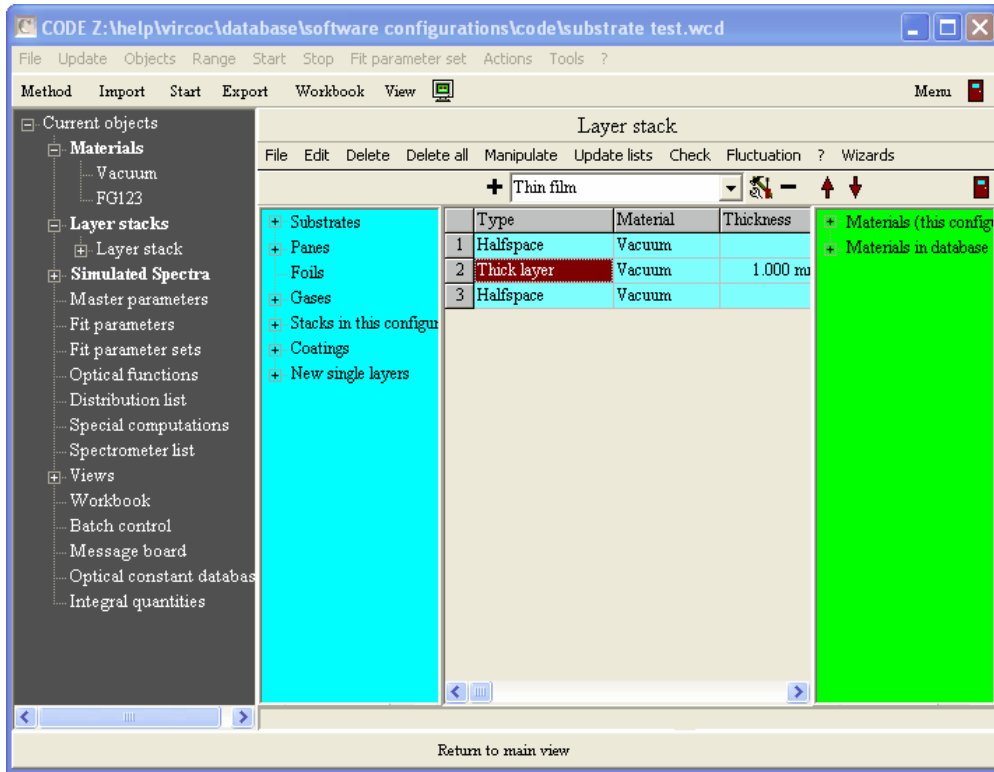 CODE Z:\help\vircoc\database\software configurations\code\substrate test.wcd
File Update Objects Range Start Stop Fit parameter set Actions Tools ?
Method Import Start Export Workbook View Menu
Current objects
Materials
Vacuum
FG123
Layer stacks
Layer stack
Simulated Spectra
Master parameters
Fit parameters
Fit parameter sets
Optical functions
Distribution list
Special computations
Spectrometer list
Views
Workbook
Batch control
Message board
Optical constant databas
Integral quantities
Layer stack
File Edit Delete Delete all Manipulate Update lists Check Fluctuation ? Wizards
Thin film
Substrates
Panes
Foils
Gases
Stacks in this configur
Coatings
New single layers
Type Material Thickness
1 Halfspace Vacuum
2 Thick layer Vacuum 1.000 m
3 Halfspace Vacuum
Materials (this config
Materials in database
Return to main view